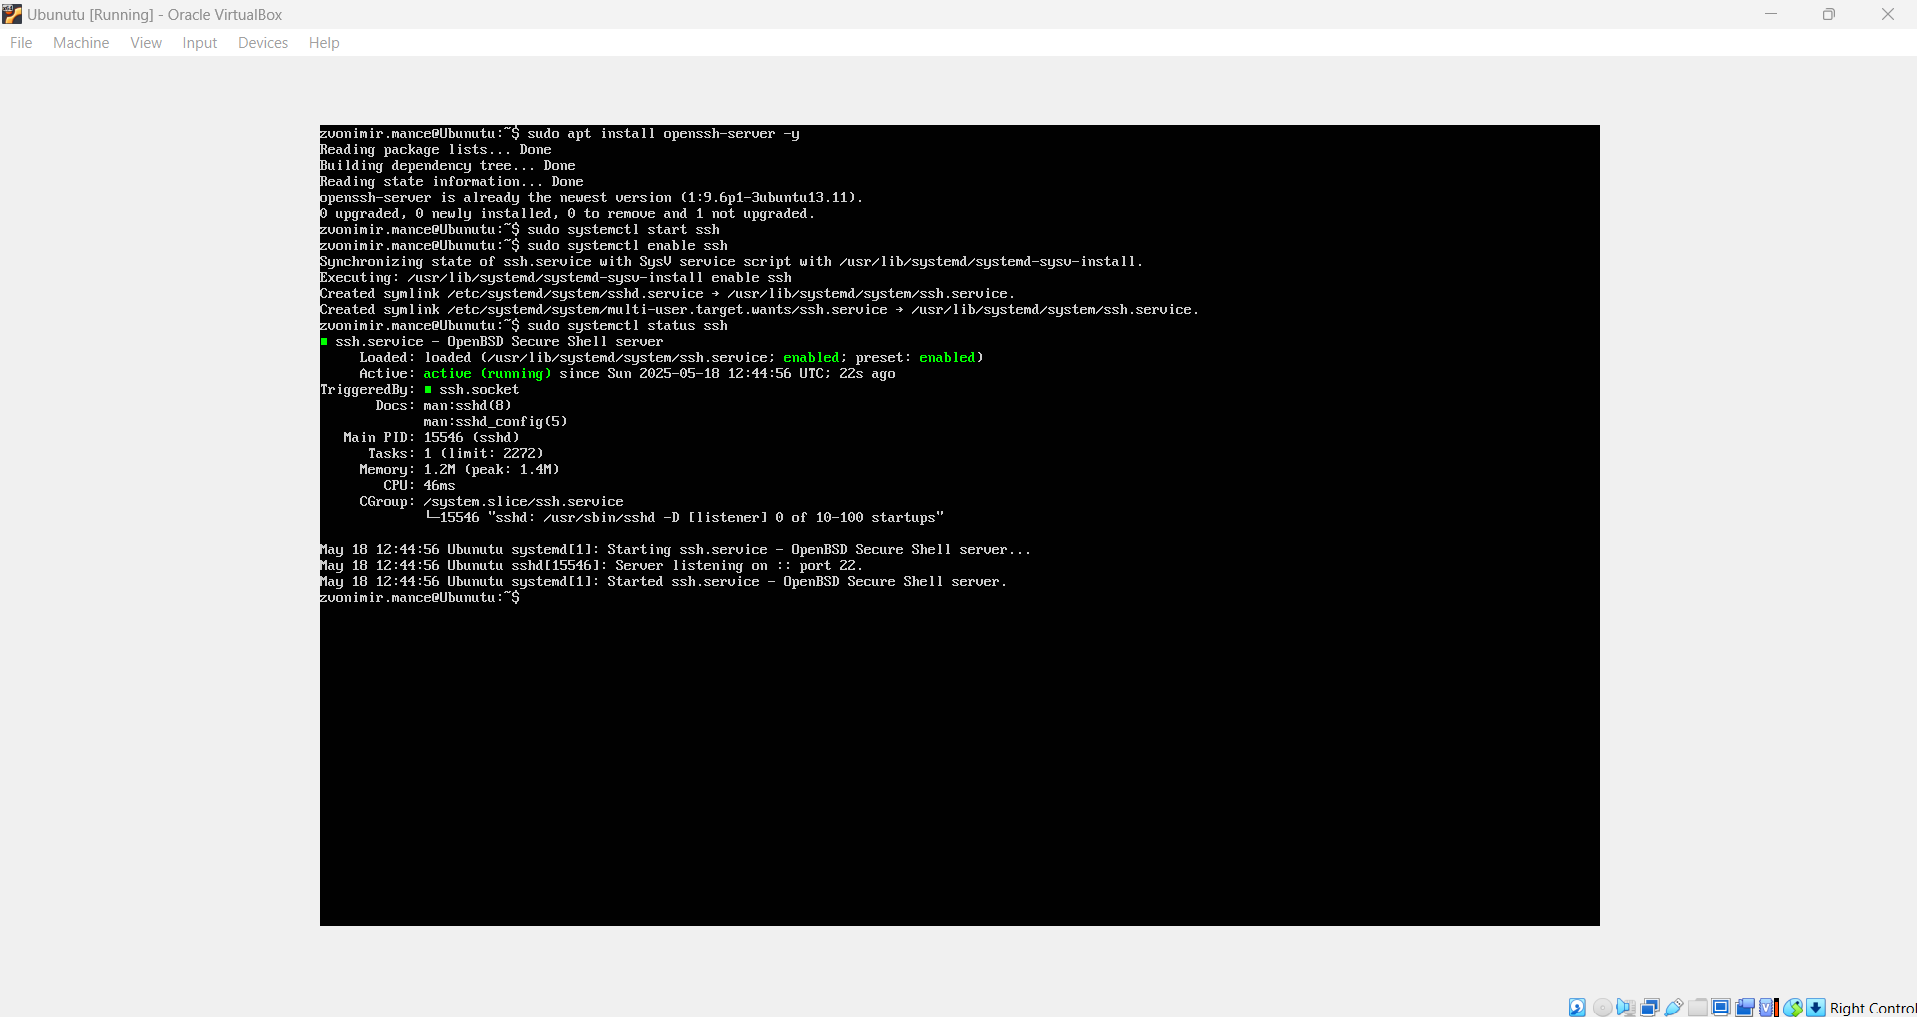 Ubunutu [Running] - Oracle VirtualBox
File Machine View Input Devices Help
zvonimir.mance@Ubunutu:~$ sudo apt install openssh-server -y
Reading package lists... Done
Building dependency tree... Done
Reading state information... Done
openssh-server is already the newest version (1:9.6p1-3ubuntu13.11).
0 upgraded, 0 newly installed, 0 to remove and 1 not upgraded.
zvonimir.mance@Ubunutu:~$ sudo systemctl start ssh
zvonimir.mance@Ubunutu:~$ sudo systemctl enable ssh
Synchronizing state of ssh.service with SysV service script with /usr/lib/systemd/systemd-sysv-install.
Executing: /usr/lib/systemd/systemd-sysv-install enable ssh
Created symlink /etc/systemd/system/sshd.service → /usr/lib/systemd/system/ssh.service.
Created symlink /etc/systemd/system/multi-user.target.wants/ssh.service → /usr/lib/systemd/system/ssh.service.
zvonimir.mance@Ubunutu:~$ sudo systemctl status ssh
■ ssh.service - OpenBSD Secure Shell server
Loaded: loaded (/usr/lib/systemd/system/ssh.service; enabled; preset: enabled)
Active: active (running) since Sun 2025-05-18 12:44:56 UTC; 22s ago
TriggeredBy: ■ ssh.socket
Docs: man:sshd(8)
man:sshd_config(5)
Main PID: 15546 (sshd)
Tasks: 1 (limit: 2272)
Memory: 1.2M (peak: 1.4M)
CPU: 46ms
CGroup: /system.slice/ssh.service
└─15546 "sshd: /usr/sbin/sshd -D [listener] 0 of 10-100 startups"
May 18 12:44:56 Ubunutu systemd[1]: Starting ssh.service - OpenBSD Secure Shell server...
May 18 12:44:56 Ubunutu sshd[15546]: Server listening on :: port 22.
May 18 12:44:56 Ubunutu systemd[1]: Started ssh.service - OpenBSD Secure Shell server.
zvonimir.mance@Ubunutu:~$
Right Control